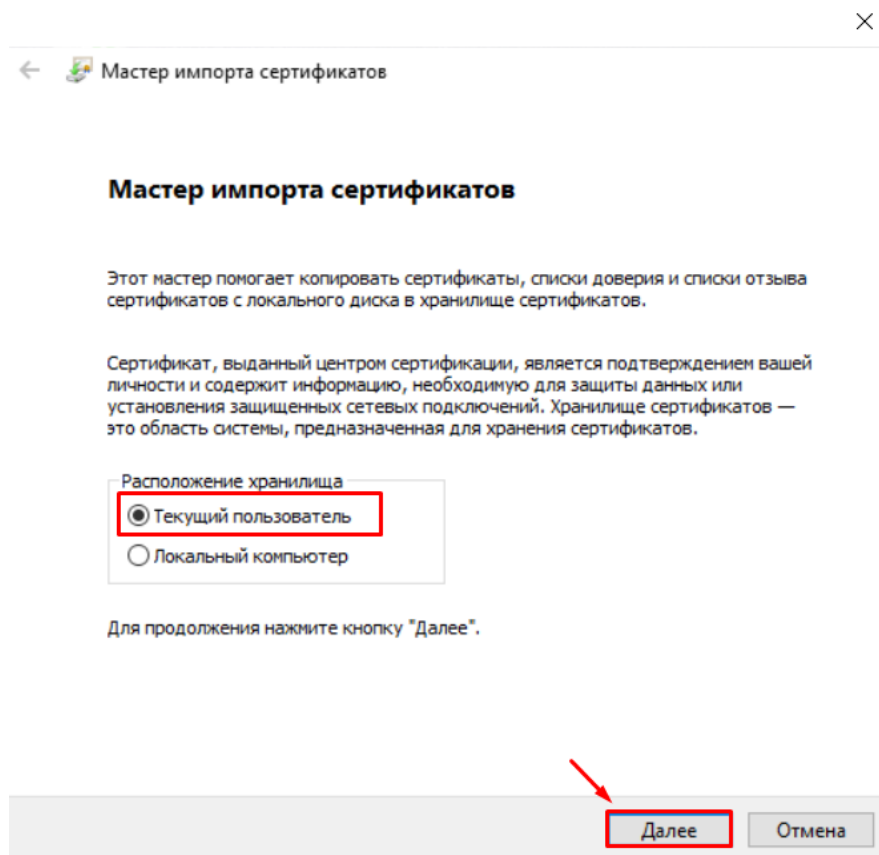 Мастер импорта сертификатов
Мастер импорта сертификатов
Этот мастер помогает копировать сертификаты, списки доверия и списки отзыва
сертификатов с локального диска в хранилище сертификатов.
Сертификат, выданный центром сертификации, является подтверждением вашей
личности и содержит информацию, необходимую для защиты данных или
установления защищенных сетевых подключений. Хранилище сертификатов —
это область системы, предназначенная для хранения сертификатов.
Расположение хранилища
Текущий пользователь
Локальный компьютер
Для продолжения нажмите кнопку "Далее".
Далее
Отмена